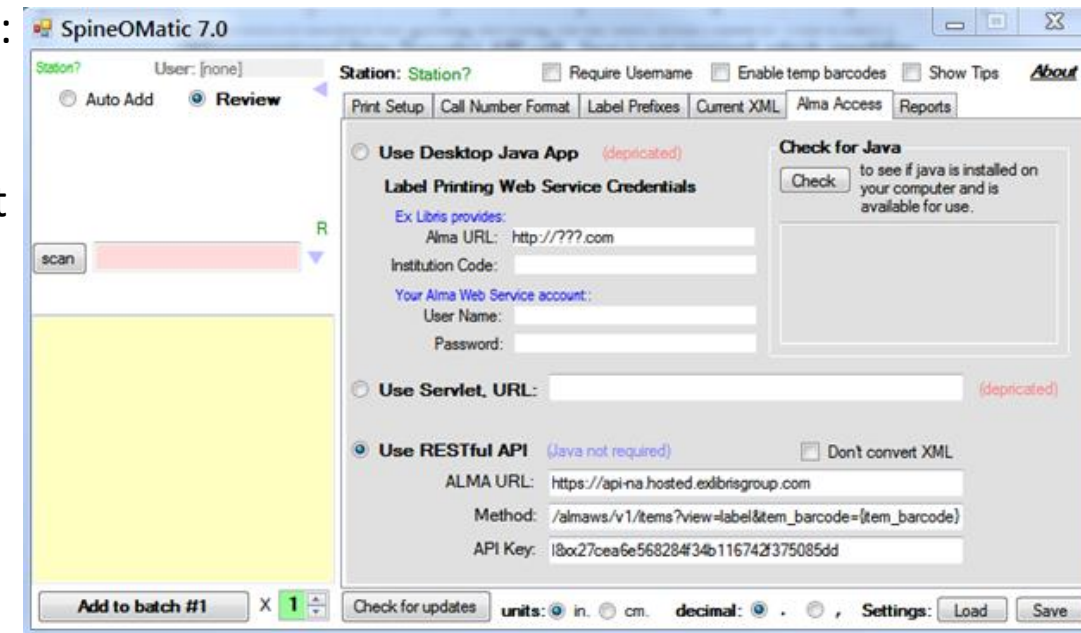 :
SpineOMatic 7.0
Station? User: [none]
Auto Add Review
t
R
scan
Add to batch #1 X 1
Station: Station? Require Username Enable temp barcodes Show Tips About
Print Setup Call Number Format Label Prefixes Current XML Alma Access Reports
Use Desktop Java App (depricated)
Label Printing Web Service Credentials
Ex Libris provides:
Alma URL: http://???.com
Institution Code:
Your Alma Web Service account:
User Name:
Password:
Check for Java
Check to see if java is installed on
your computer and is
available for use.
Use Servlet, URL: (depricated)
Use RESTful API (Java not required) Don't convert XML
ALMA URL: https://api-na.hosted.exlibrisgroup.com
Method: /almaws/v1/items?view=label&item_barcode={item_barcode}
API Key: l8xx27cea6e568284f34b116742f375085dd
Check for updates units: in. cm. decimal: . , Settings: Load Save